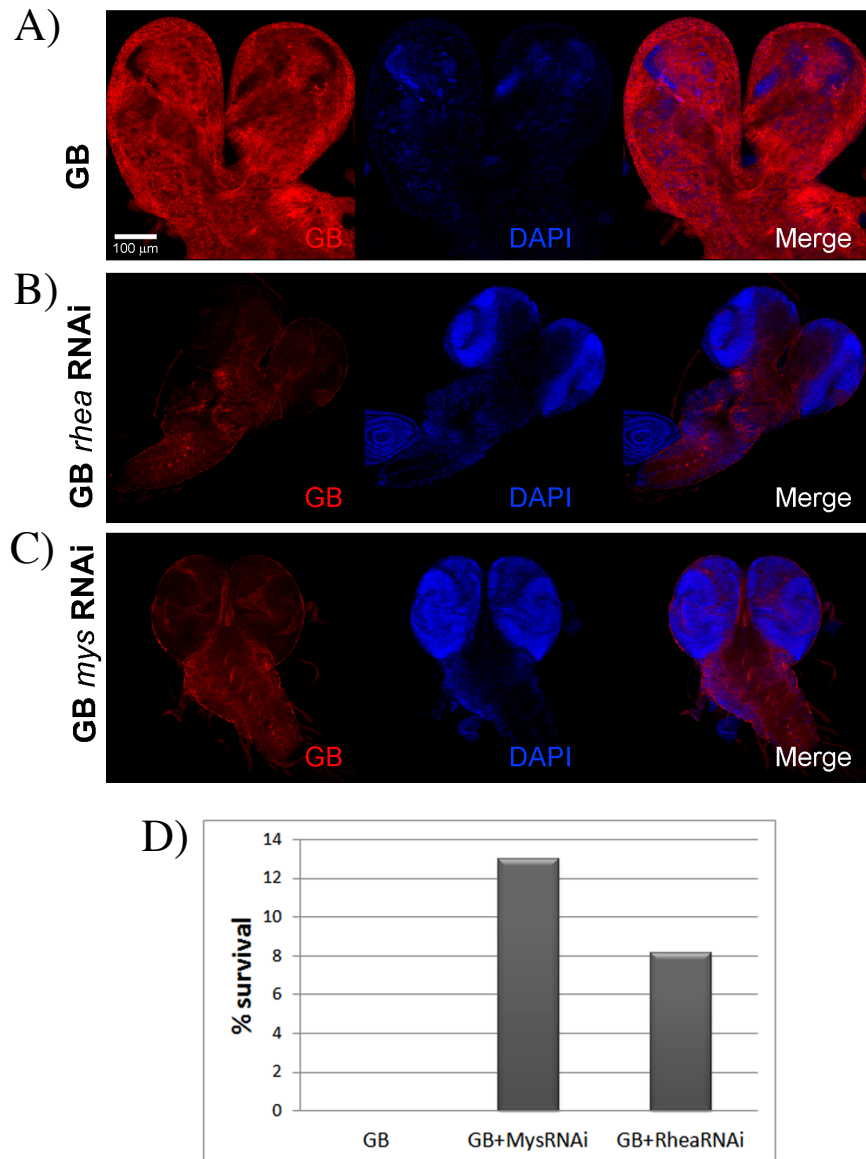 A)
GB
100 µm
GB
DAPI
Merge
B)
GB rhea RNAi
GB
DAPI
Merge
C)
GB mys RNAi
GB
DAPI
Merge
D)
% survival
14
12
10
8
6
4
2
0
GB
GB+MysRNAi
GB+RheaRNAi